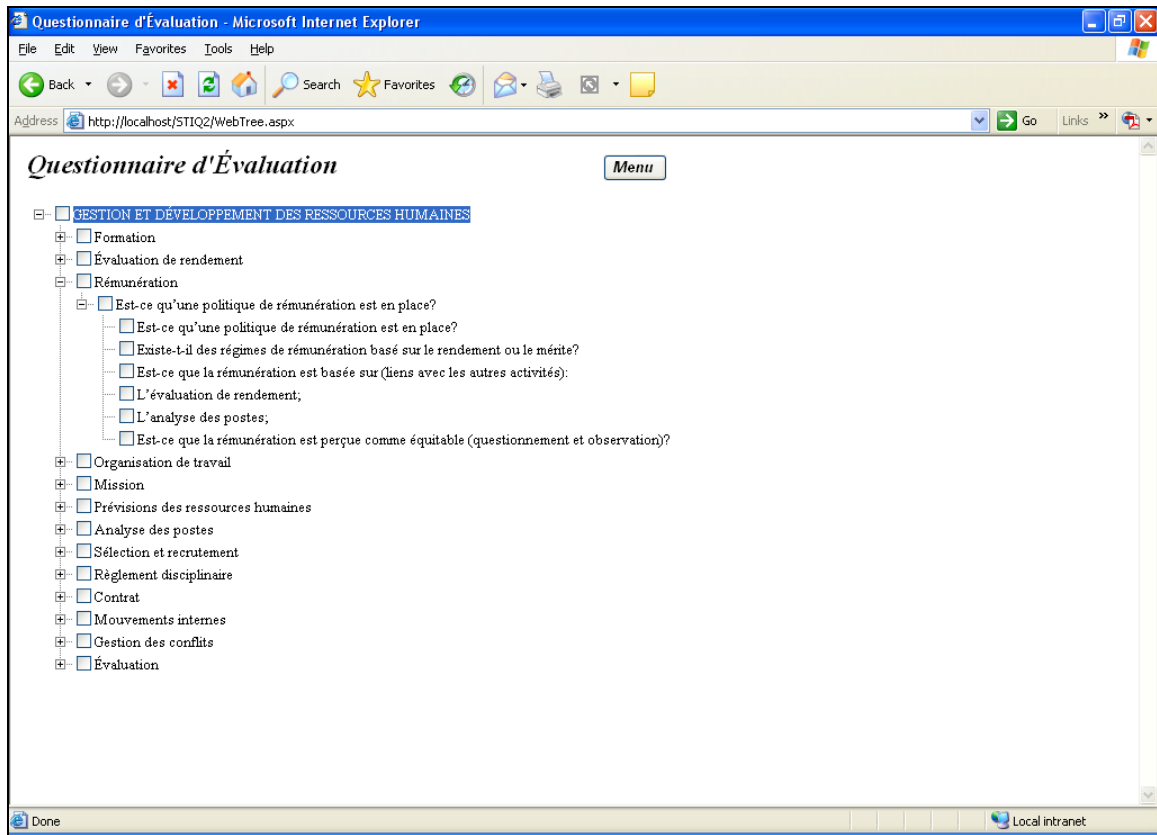 Questionnaire d'Évaluation - Microsoft Internet Explorer
File Edit View Favorites Tools Help
Back Search Favorites
Address http://localhost/STIQ2/WebTree.aspx Go Links »
Questionnaire d'Évaluation Menu
GESTION ET DÉVELOPPEMENT DES RESSOURCES HUMAINES
Formation
Évaluation de rendement
Rémunération
Est-ce qu'une politique de rémunération est en place?
Est-ce qu'une politique de rémunération est en place?
Existe-t-il des régimes de rémunération basé sur le rendement ou le mérite?
Est-ce que la rémunération est basée sur (liens avec les autres activités):
L'évaluation de rendement;
L'analyse des postes;
Est-ce que la rémunération est perçue comme équitable (questionnement et observation)?
Organisation de travail
Mission
Prévisions des ressources humaines
Analyse des postes
Sélection et recrutement
Règlement disciplinaire
Contrat
Mouvements internes
Gestion des conflits
Évaluation
Done Local intranet